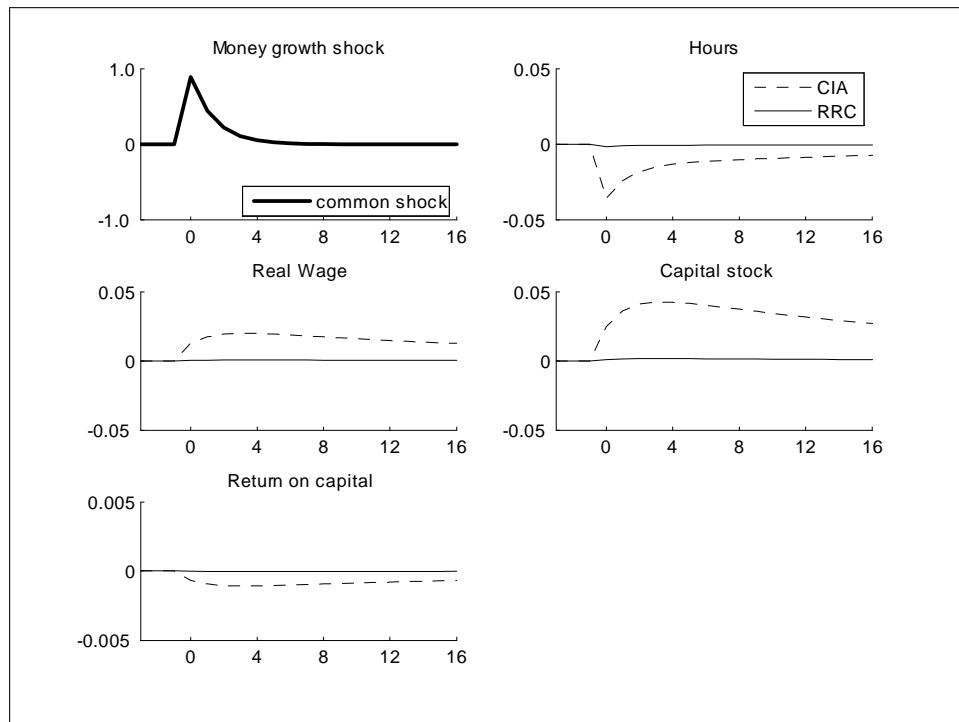 Money growth shock
1.0
0
-1.0
common shock
0 4 8 12 16
Hours
0.05
0
-0.05
CIA
RRC
0 4 8 12 16
Real Wage
0.05
0
-0.05
0 4 8 12 16
Capital stock
0.05
0
-0.05
0 4 8 12 16
Return on capital
0.005
0
-0.005
0 4 8 12 16